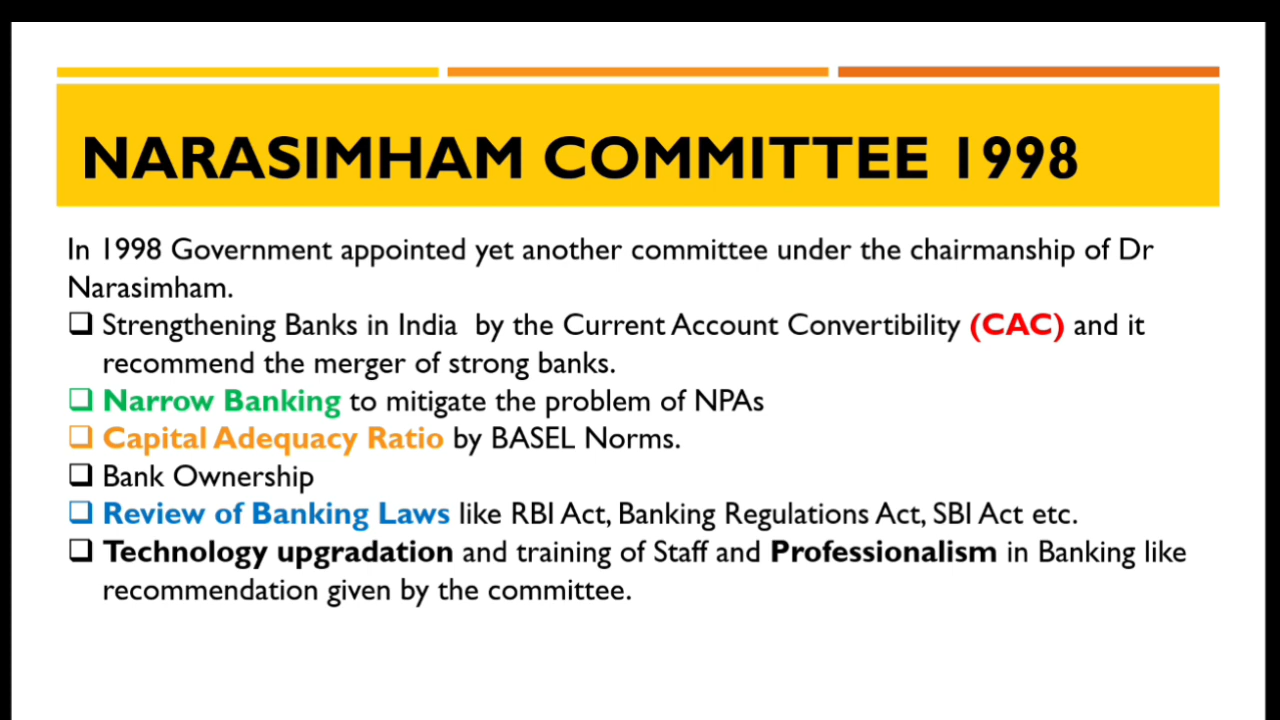 NARASIMHAM COMMITTEE 1998
In 1998 Government appointed yet another committee under the chairmanship of Dr
Narasimham.
❑ Strengthening Banks in India by the Current Account Convertibility (CAC) and it
recommend the merger of strong banks.
❑ Narrow Banking to mitigate the problem of NPAs
❑ Capital Adequacy Ratio by BASEL Norms.
❑ Bank Ownership
❑ Review of Banking Laws like RBI Act, Banking Regulations Act, SBI Act etc.
❑ Technology upgradation and training of Staff and Professionalism in Banking like
recommendation given by the committee.